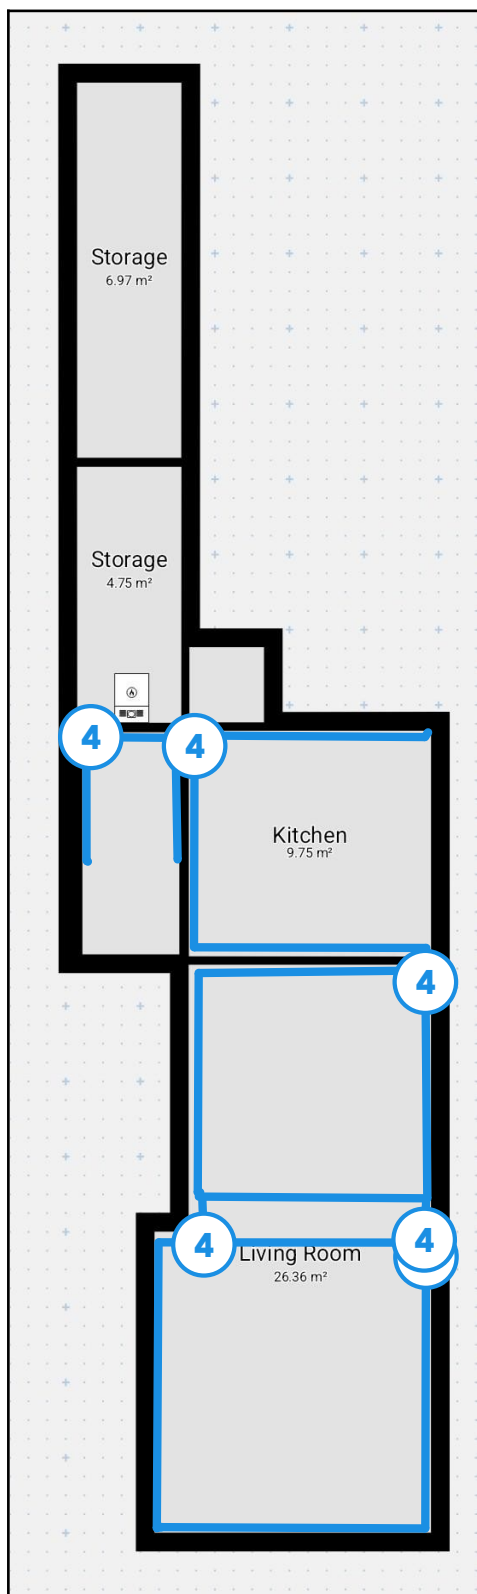 Storage
6.97 m²
Storage
4.75 m²
4
4
Kitchen
9.75 m²
4
4
4
Living Room
26.36 m²